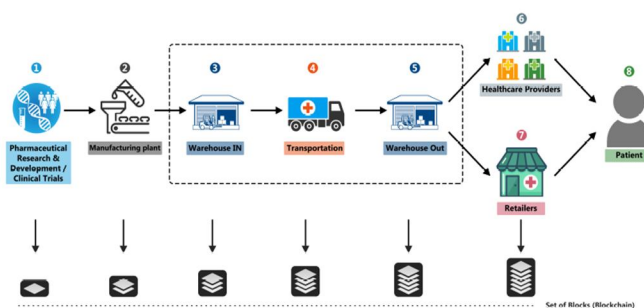 1
2
3
4
5
6
7
8
Pharmaceutical
Research &
Development /
Clinical Trials
Manufacturing plant
Warehouse IN
Transportation
Warehouse Out
Healthcare Providers
Retailers
Patient
Set of Blocks (Blockchain)